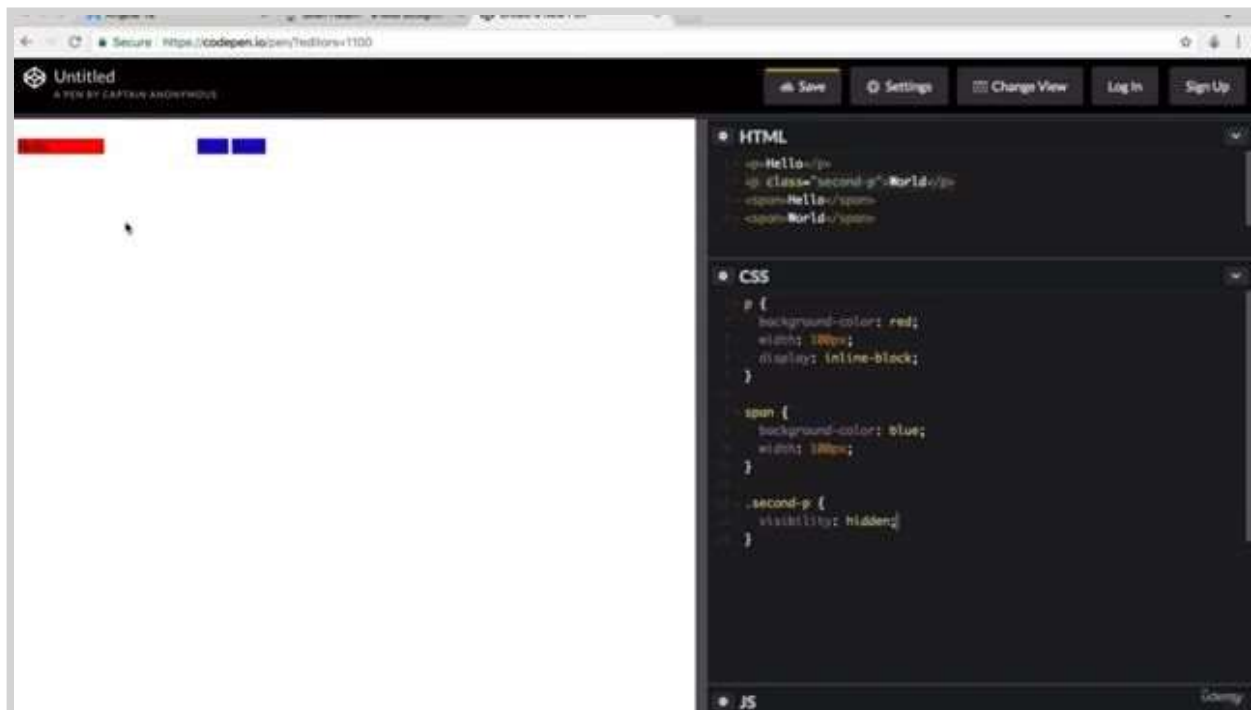 Secure https://codepen.io/pen/?editors=1100
Untitled
A PEN BY CAPTAIN ANONYMOUS
Save
Settings
Change View
Log In
Sign Up
HTML
<p>Hello</p>
<p class="second-p">World</p>
<span>Hello</span>
<span>World</span>
CSS
p {
background-color: red;
width: 100px;
display: inline-block;
}
span {
background-color: blue;
width: 100px;
}
.second-p {
visibility: hidden;
}
JS
Udemy